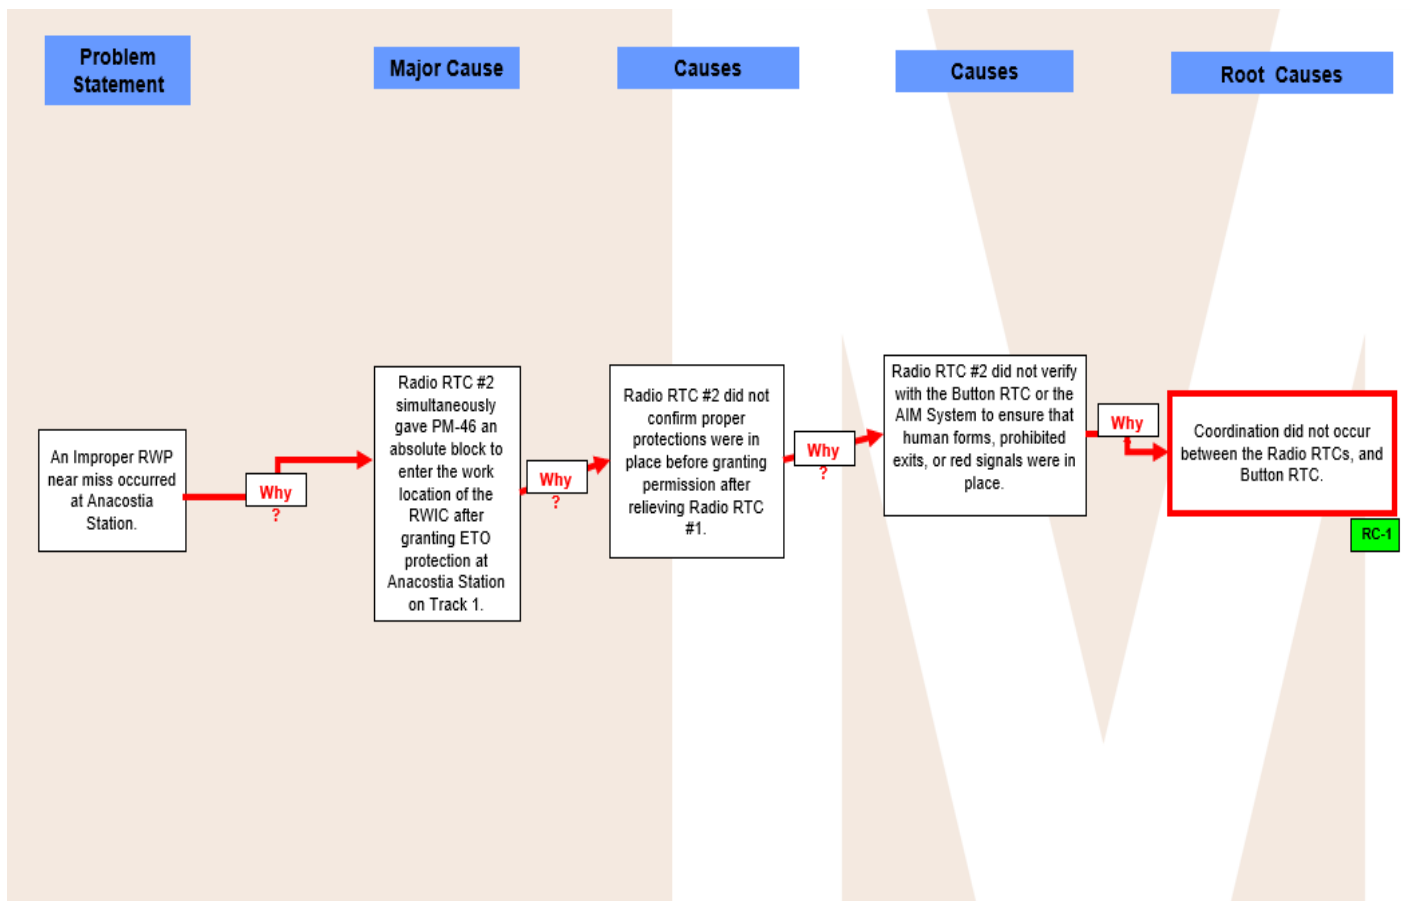 Problem
Statement
Major Cause
Causes
Causes
Root Causes
An Improper RWP
near miss occurred
at Anacostia
Station.
Why
?
Radio RTC #2
simultaneously
gave PM-46 an
absolute block to
enter the work
location of the
RWIC after
granting ETO
protection at
Anacostia Station
on Track 1.
Why
?
Radio RTC #2 did not
confirm proper
protections were in
place before granting
permission after
relieving Radio RTC
#1.
Why
?
Radio RTC #2 did not verify
with the Button RTC or the
AIM System to ensure that
human forms, prohibited
exits, or red signals were in
place.
Why
Coordination did not occur
between the Radio RTCs, and
Button RTC.
RC-1